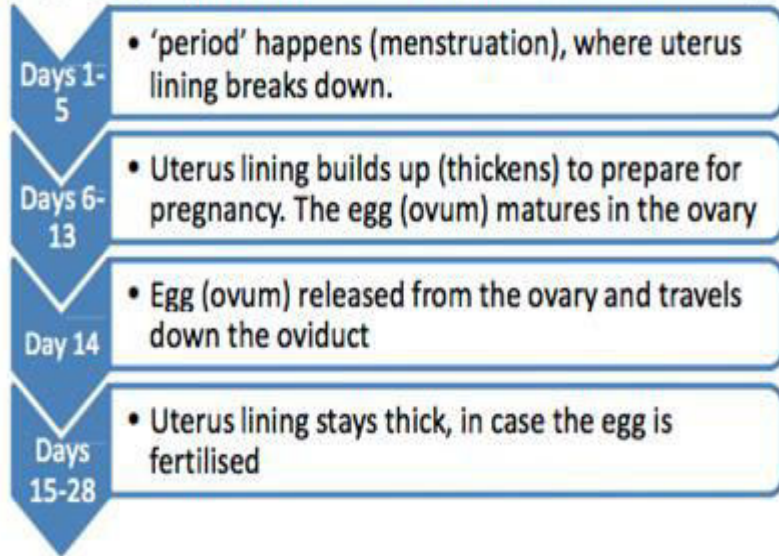 Days 1-
5
• ‘period’ happens (menstruation), where uterus
lining breaks down.
Days 6-
13
• Uterus lining builds up (thickens) to prepare for
pregnancy. The egg (ovum) matures in the ovary
Day 14
• Egg (ovum) released from the ovary and travels
down the oviduct
Days
15-28
• Uterus lining stays thick, in case the egg is
fertilised